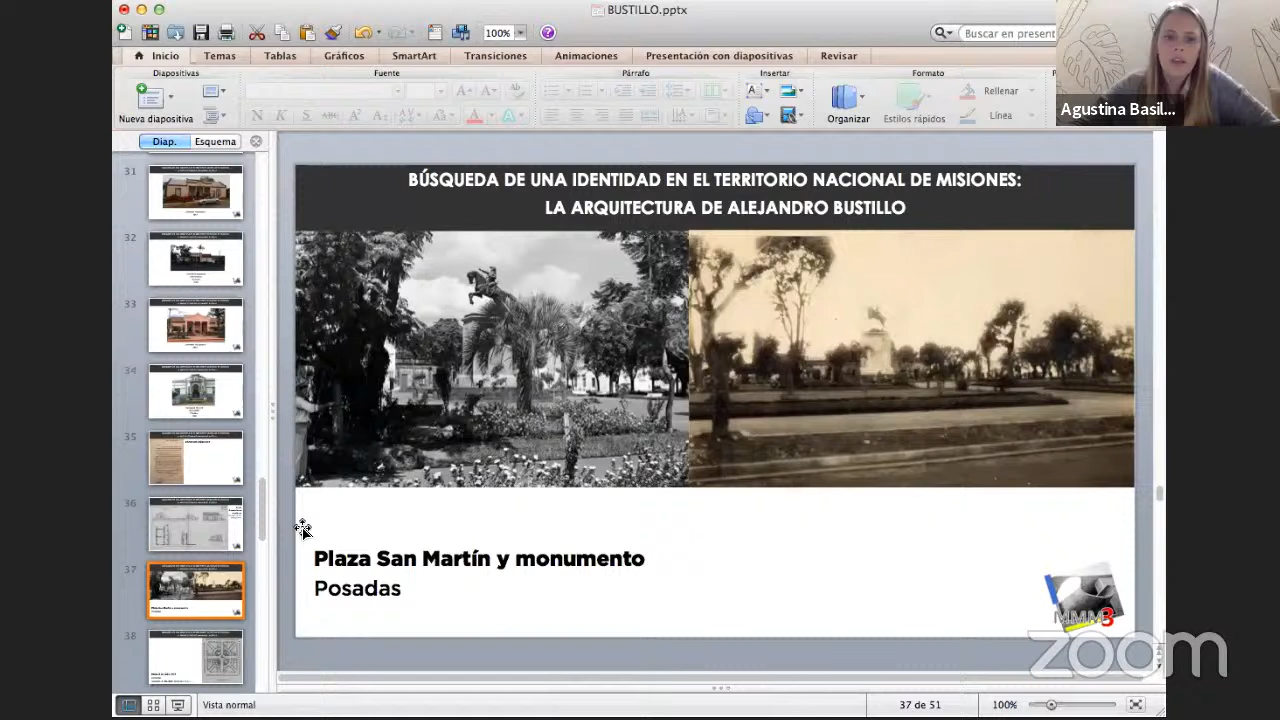 BUSTILLO.pptx
100%
Buscar en present
Inicio
Temas
Tablas
Gráficos
SmartArt
Transiciones
Animaciones
Presentación con diapositivas
Revisar
Diapositivas
Fuente
Párrafo
Insertar
Formato
Nueva diapositiva
Organizar
Estilos rápidos
Rellenar
Línea
Agustina Basil...
Diap.
Esquema
31
32
33
34
35
36
37
38
BÚSQUEDA DE UNA IDENTIDAD EN EL TERRITORIO NACIONAL DE MISIONES:
LA ARQUITECTURA DE ALEJANDRO BUSTILLO
Plaza San Martín y monumento
Posadas
MMM3
zoom
Vista normal
37 de 51
100%